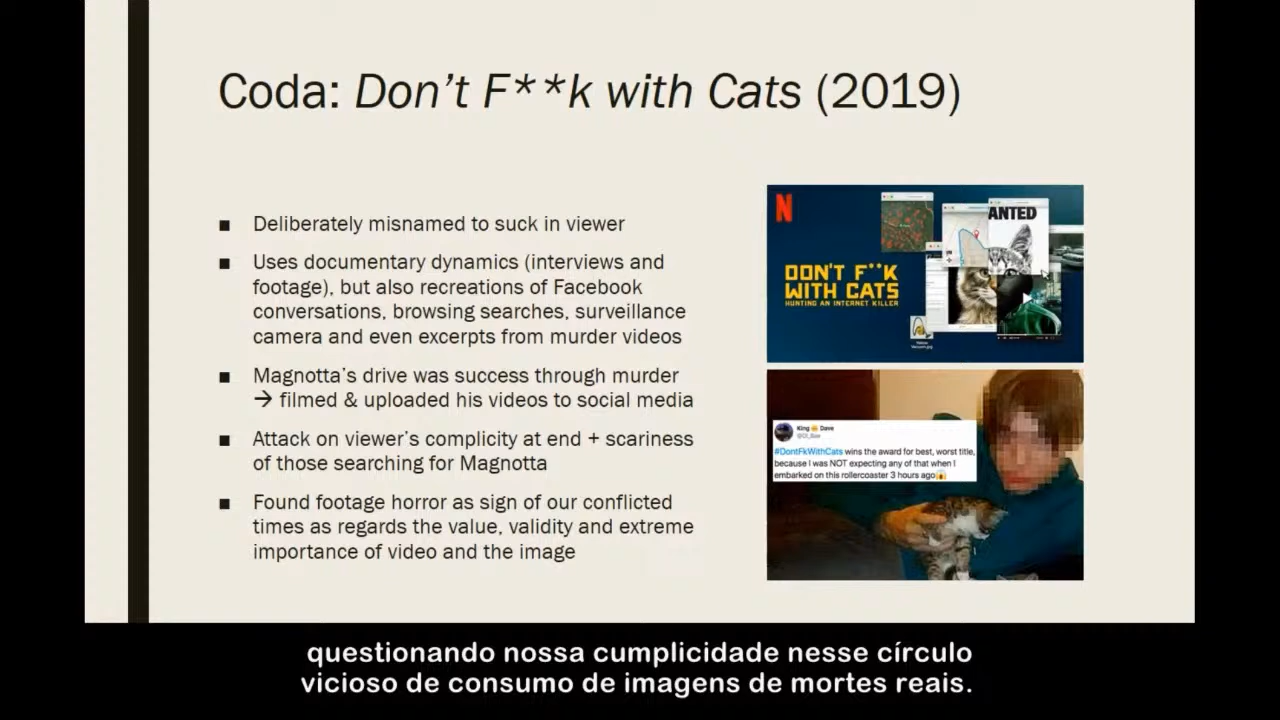 Coda: Don't F**k with Cats (2019)
■ Deliberately misnamed to suck in viewer
■ Uses documentary dynamics (interviews and
footage), but also recreations of Facebook
conversations, browsing searches, surveillance
camera and even excerpts from murder videos
■ Magnotta's drive was success through murder
→ filmed & uploaded his videos to social media
■ Attack on viewer's complicity at end + scariness
of those searching for Magnotta
■ Found footage horror as sign of our conflicted
times as regards the value, validity and extreme
importance of video and the image
N
ANTED
DON'T F**K
WITH CATS
HUNTING AN INTERNET KILLER
King 👑 Dave
#DontFkWithCats wins the award for best, worst title,
because I was NOT expecting any of that when I
embarked on this rollercoaster 3 hours ago😱
questionando nossa cumplicidade nesse círculo
vicioso de consumo de imagens de mortes reais.